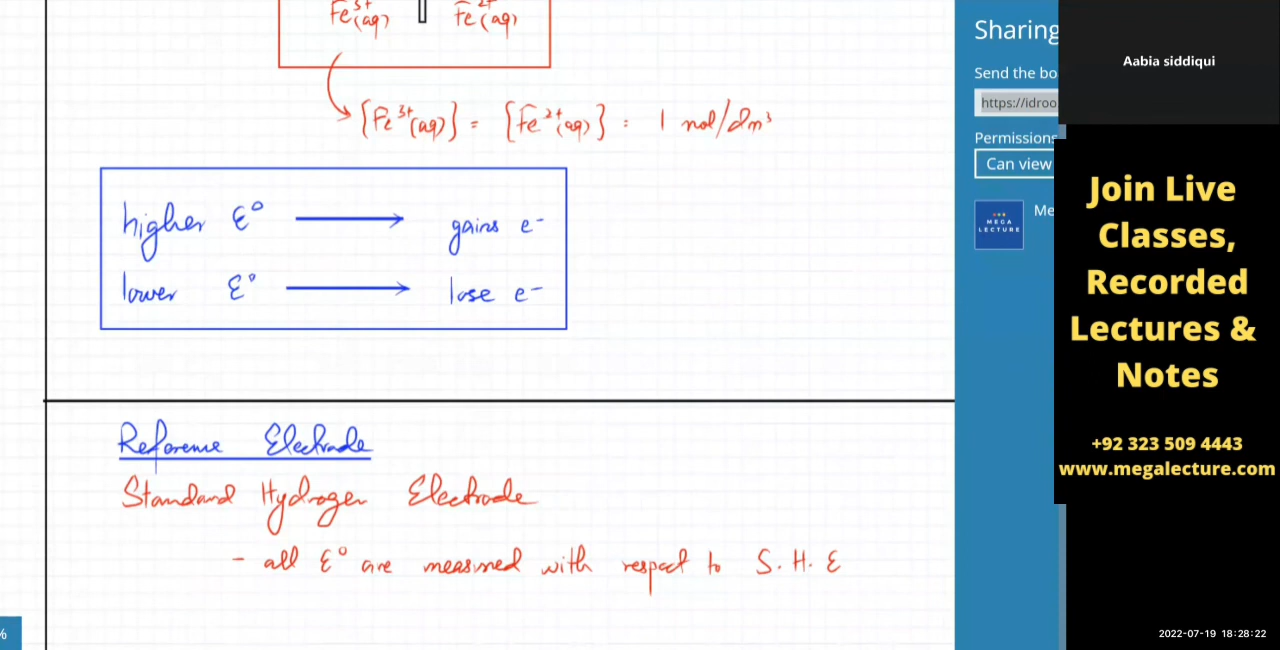 Fe³⁺(aq) Fe²⁺(aq)
[Fe³⁺(aq)] = [Fe²⁺(aq)] = 1 mol/dm³
higher E° → gains e-
lower E° → lose e-
Reference Electrode
Standard Hydrogen Electrode
- all E° are measured with respect to S.H.E
%
Sharing
Send the bo
https://idroo
Permissions
Can view
MEGA
LECTURE
Me
Aabia siddiqui
Join Live
Classes,
Recorded
Lectures &
Notes
+92 323 509 4443
www.megalecture.com
2022-07-19 18:28:22